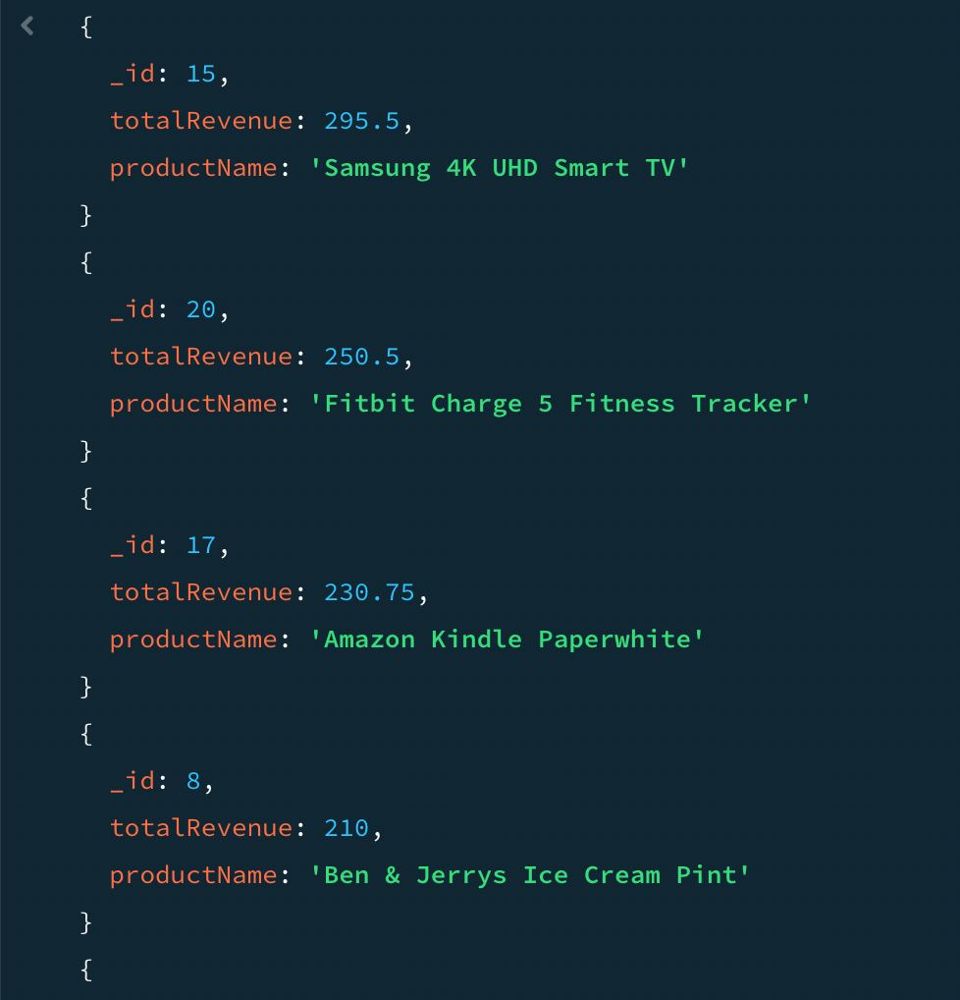 {
_id: 15,
totalRevenue: 295.5,
productName: 'Samsung 4K UHD Smart TV'
}
{
_id: 20,
totalRevenue: 250.5,
productName: 'Fitbit Charge 5 Fitness Tracker'
}
{
_id: 17,
totalRevenue: 230.75,
productName: 'Amazon Kindle Paperwhite'
}
{
_id: 8,
totalRevenue: 210,
productName: 'Ben & Jerrys Ice Cream Pint'
}
{